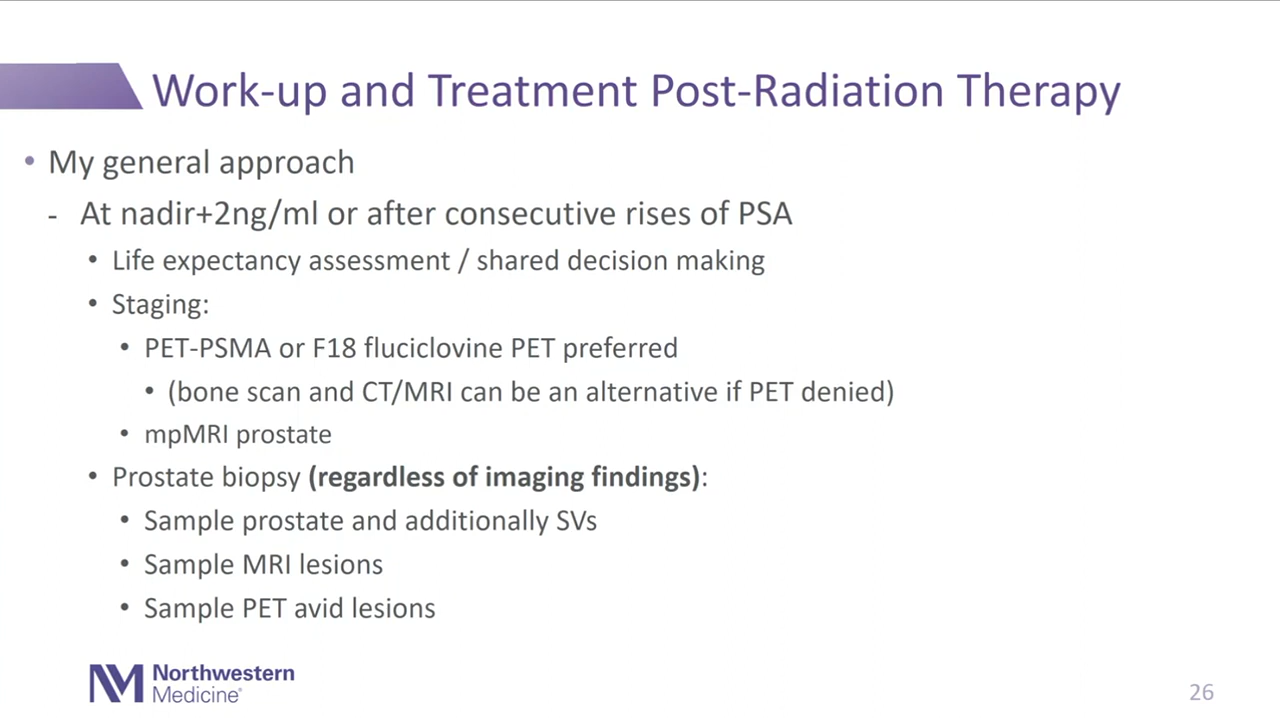 Work-up and Treatment Post-Radiation Therapy
• My general approach
- At nadir+2ng/ml or after consecutive rises of PSA
• Life expectancy assessment / shared decision making
• Staging:
• PET-PSMA or F18 fluciclovine PET preferred
• (bone scan and CT/MRI can be an alternative if PET denied)
• mpMRI prostate
• Prostate biopsy (regardless of imaging findings):
• Sample prostate and additionally SVs
• Sample MRI lesions
• Sample PET avid lesions
NM Northwestern
Medicine®
26